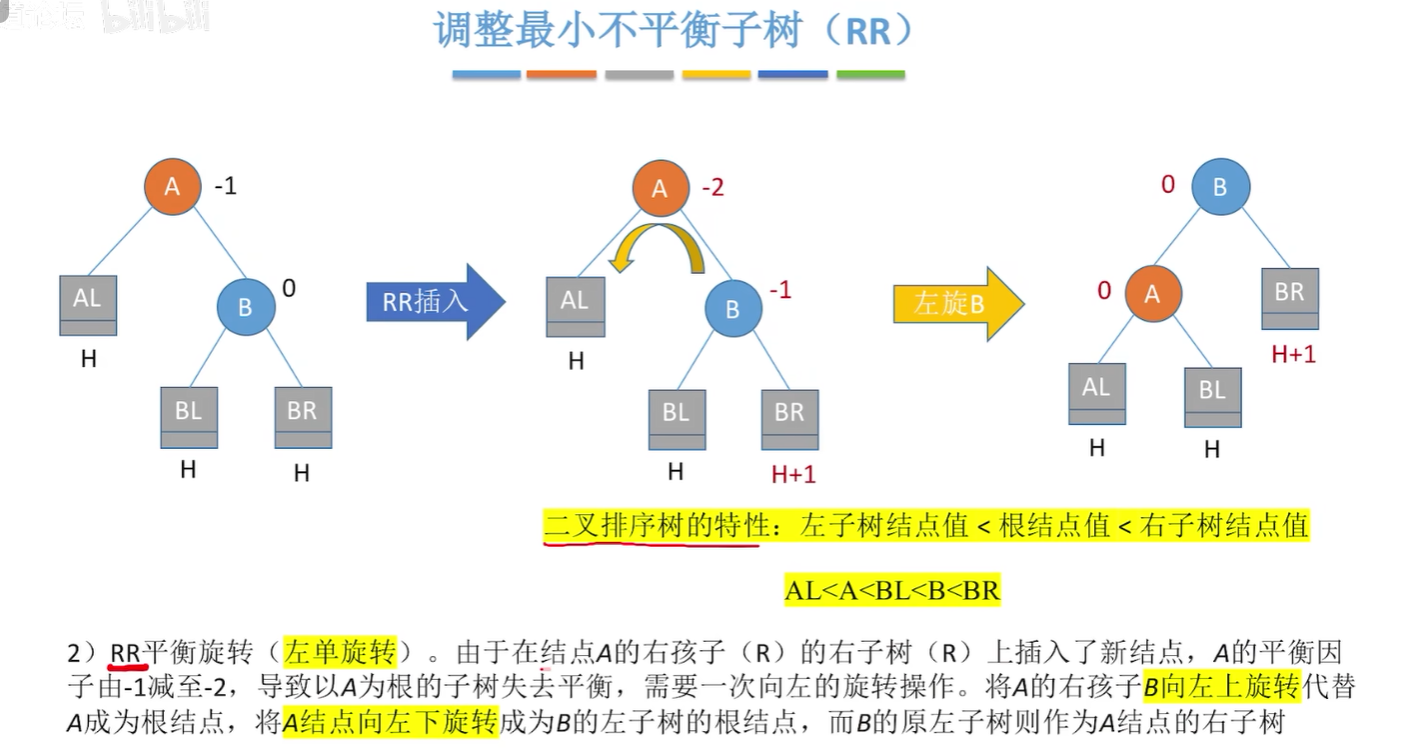 bilibili
调整最小不平衡子树（RR）
A -1
AL
H
B 0
BL
H
BR
H
RR插入
A -2
AL
H
B -1
BL
H
BR
H+1
左旋B
0 B
0 A
BR
H+1
AL
H
BL
H
二叉排序树的特性：左子树结点值 < 根结点值 < 右子树结点值
AL<A<BL<B<BR
2）RR平衡旋转（左单旋转）。由于在结点A的右孩子（R）的右子树（R）上插入了新结点，A的平衡因
子由-1减至-2，导致以A为根的子树失去平衡，需要一次向左的旋转操作。将A的右孩子B向左上旋转代替
A成为根结点，将A结点向左下旋转成为B的左子树的根结点，而B的原左子树则作为A结点的右子树